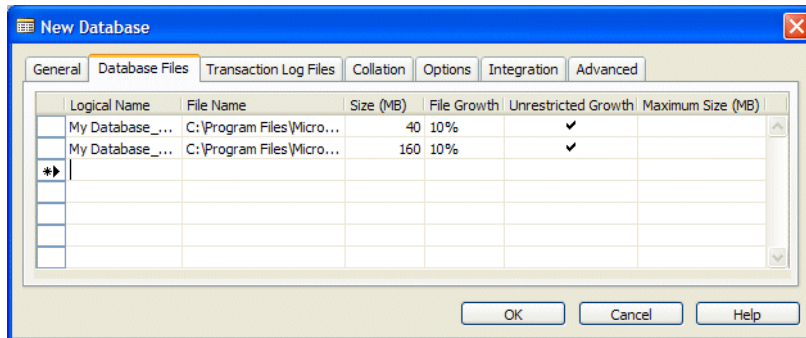 New Database
General Database Files Transaction Log Files Collation Options Integration Advanced
Logical Name File Name Size (MB) File Growth Unrestricted Growth Maximum Size (MB)
My Database_... C:\Program Files\Micro... 40 10% ✔
My Database_... C:\Program Files\Micro... 160 10% ✔
OK Cancel Help